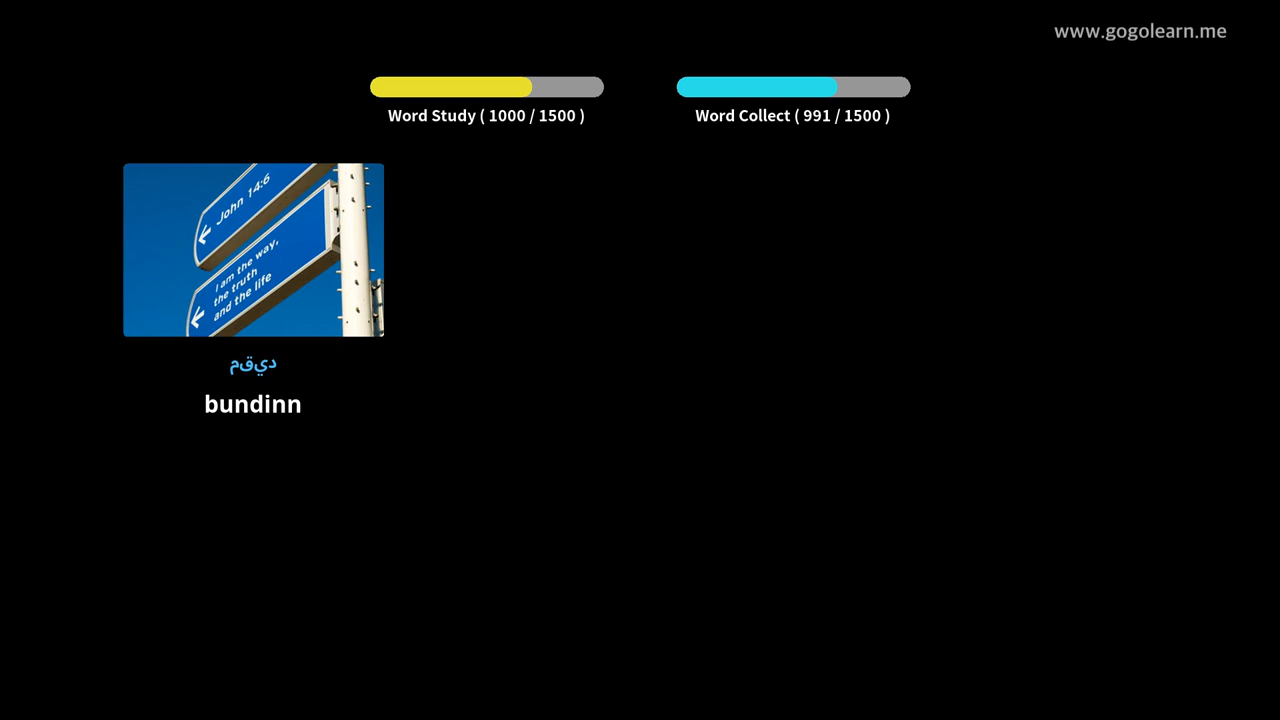 www.gogolearn.me
Word Study ( 1000 / 1500 )
Word Collect ( 991 / 1500 )
John 14:6
I am the way,
the truth
and the life
ديقم
bundinn